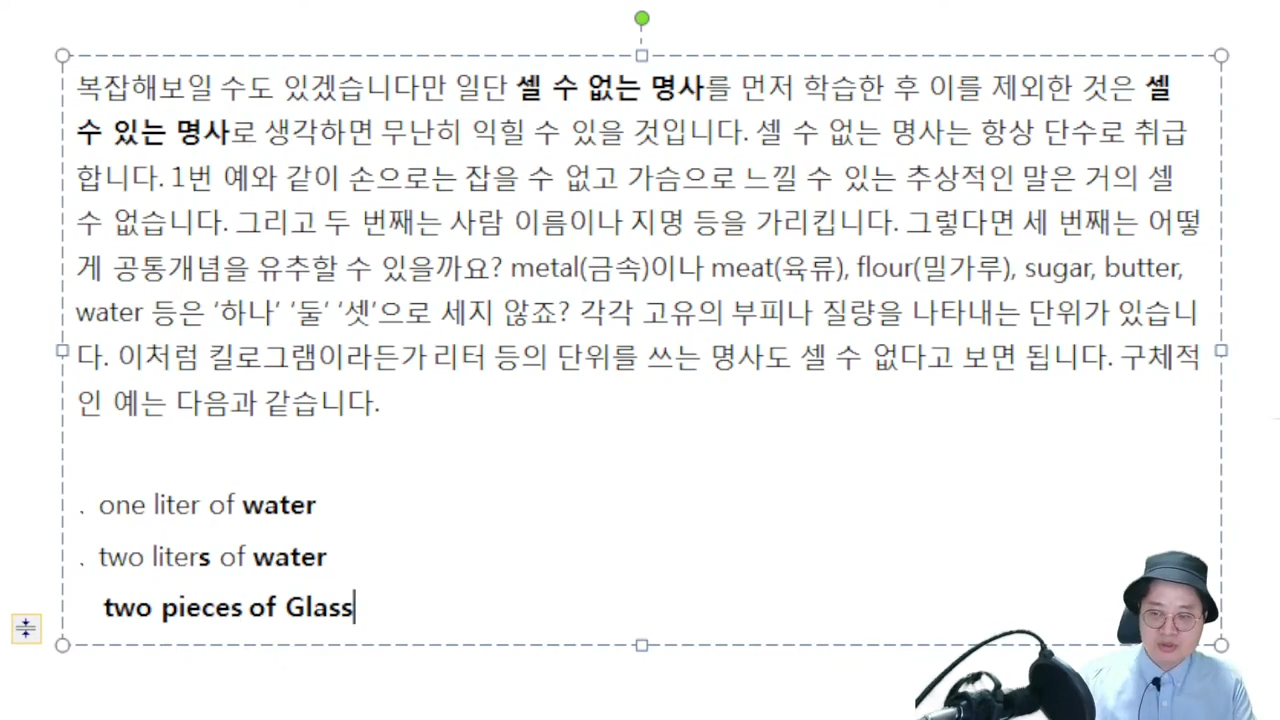 복잡해보일 수도 있겠습니다만 일단 셀 수 없는 명사를 먼저 학습한 후 이를 제외한 것은 셀
수 있는 명사로 생각하면 무난히 익힐 수 있을 것입니다. 셀 수 없는 명사는 항상 단수로 취급
합니다. 1번 예와 같이 손으로는 잡을 수 없고 가슴으로 느낄 수 있는 추상적인 말은 거의 셀
수 없습니다. 그리고 두 번째는 사람 이름이나 지명 등을 가리킵니다. 그렇다면 세 번째는 어떻
게 공통개념을 유추할 수 있을까요? metal(금속)이나 meat(육류), flour(밀가루), sugar, butter,
water 등은 ‘하나’ ‘둘’ ‘셋’으로 세지 않죠? 각각 고유의 부피나 질량을 나타내는 단위가 있습니
다. 이처럼 킬로그램이라든가 리터 등의 단위를 쓰는 명사도 셀 수 없다고 보면 됩니다. 구체적
인 예는 다음과 같습니다.
. one liter of water
. two liters of water
two pieces of Glass